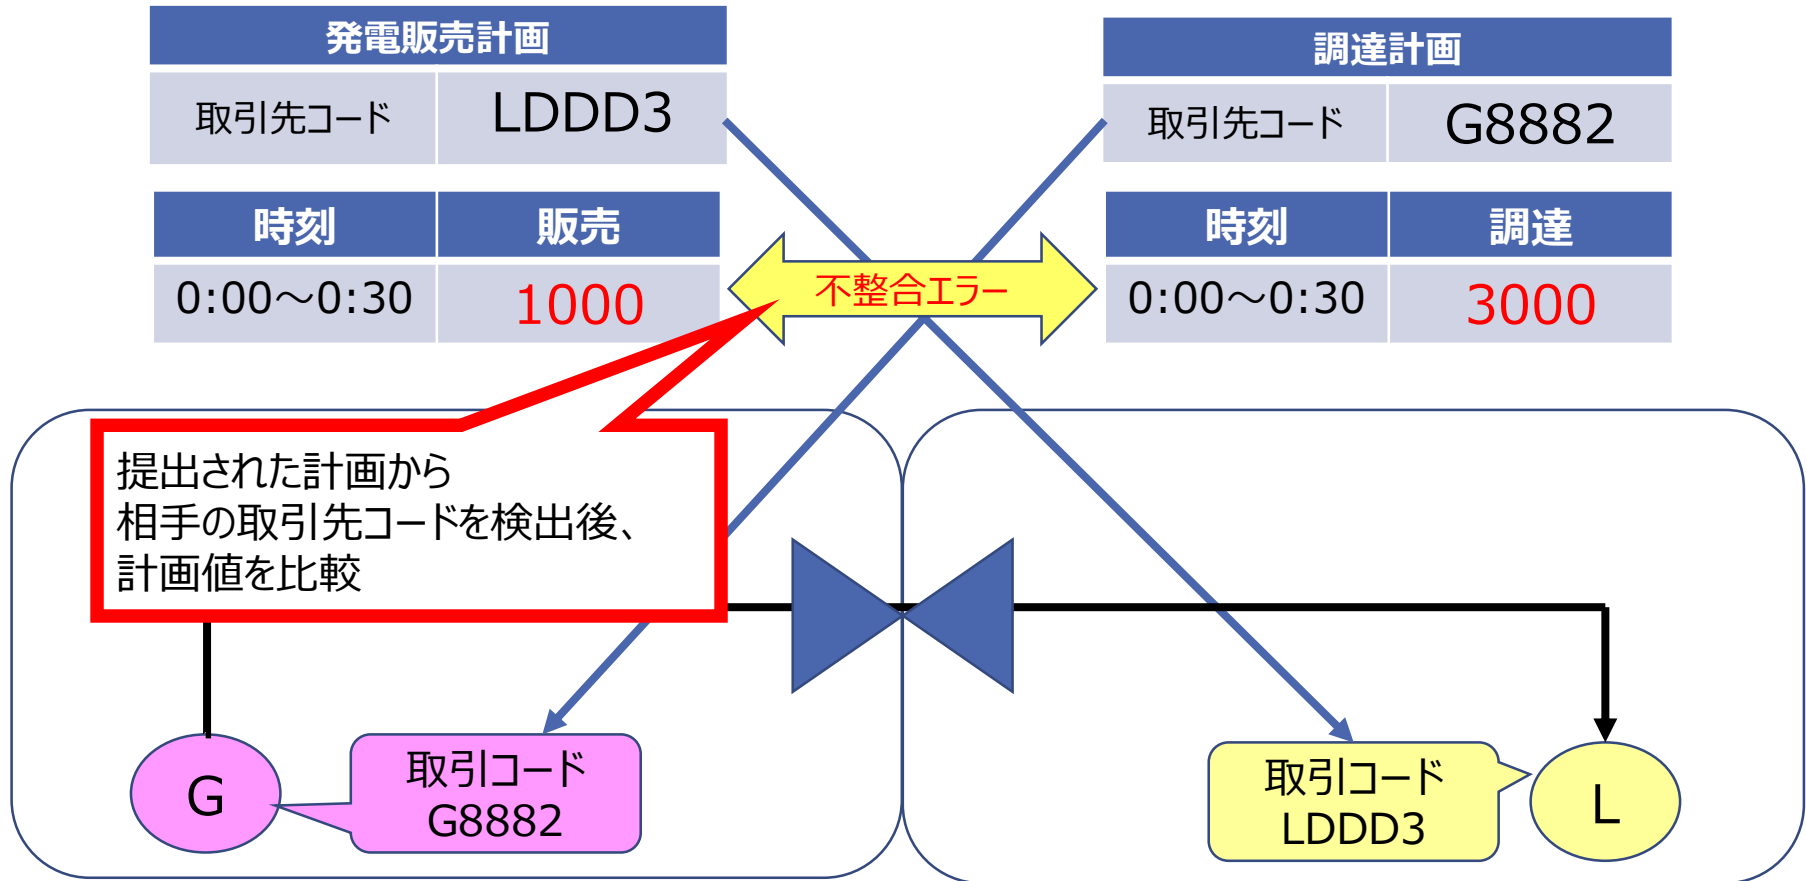 発電販売計画
取引先コード LDDD3
時刻 販売
0:00～0:30 1000
調達計画
取引先コード G8882
時刻 調達
0:00～0:30 3000
不整合エラー
提出された計画から
相手の取引先コードを検出後、
計画値を比較
G
取引コード
G8882
取引コード
LDDD3
L